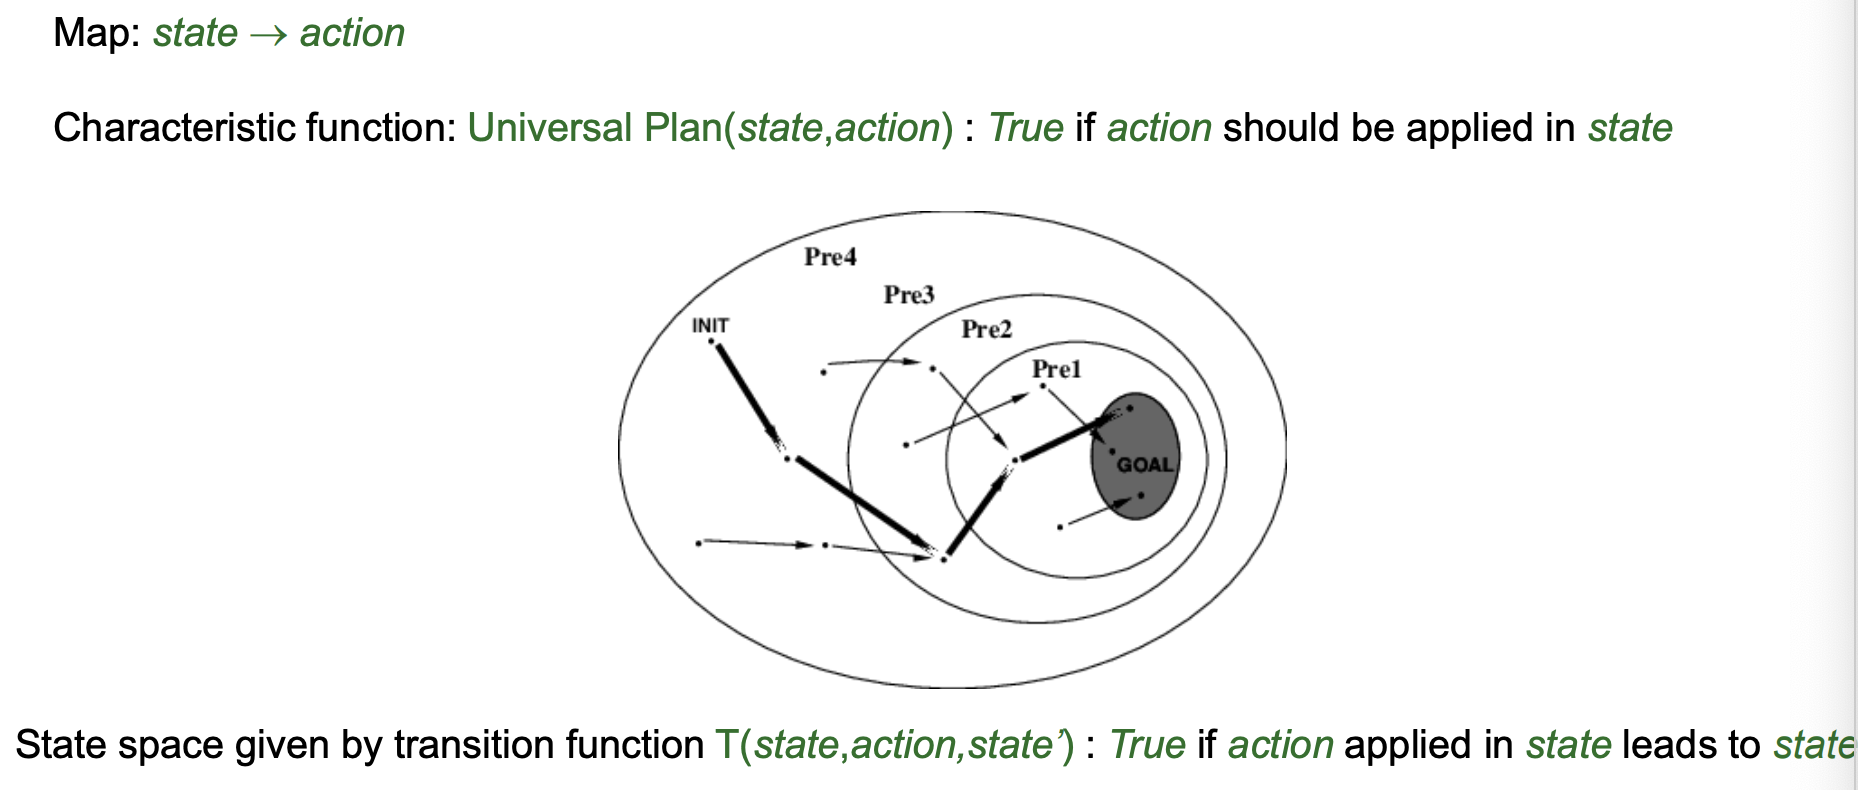 Map: state → action
Characteristic function: Universal Plan(state,action) : True if action should be applied in state
Pre4
Pre3
INIT
Pre2
Pre1
GOAL
State space given by transition function T(state,action,state’) : True if action applied in state leads to state